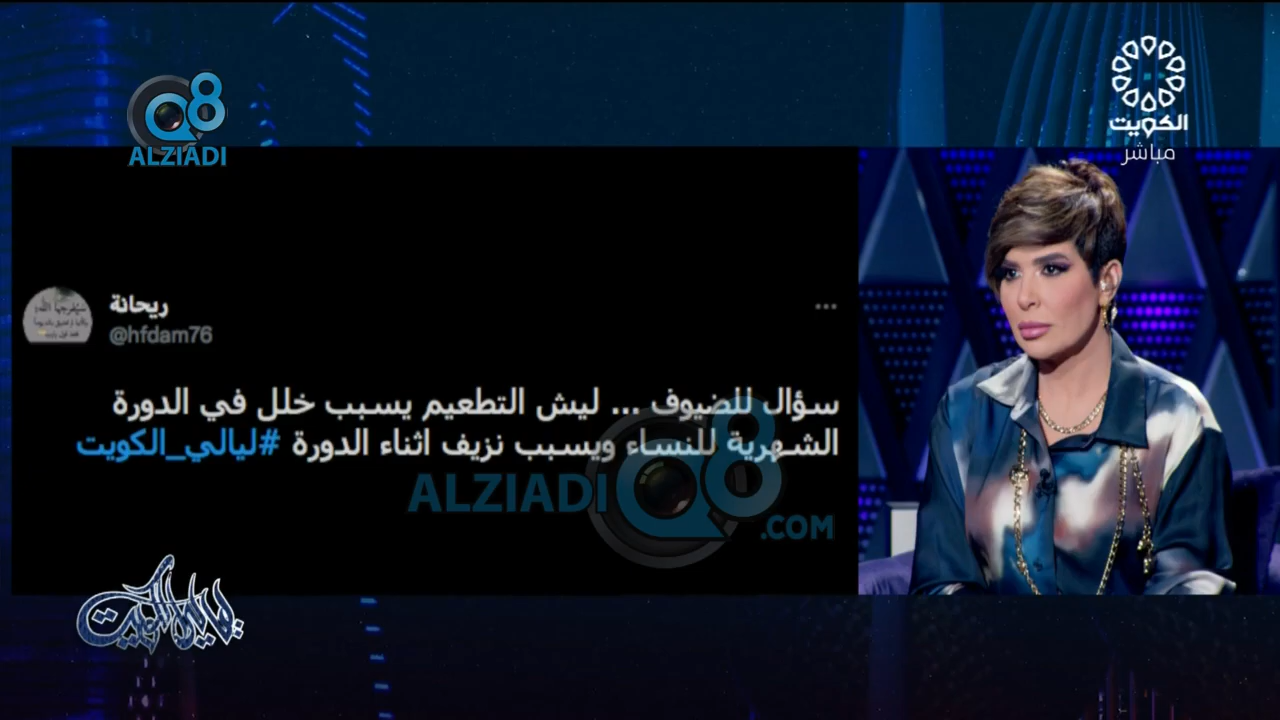 Q8
ALZIADI
الكويت
مباشر
ريحانة
@hfdam76
سؤال للضيوف ... ليش التطعيم يسبب خلل في الدورة
الشهرية للنساء ويسبب نزيف اثناء الدورة #ليالي_الكويت
ALZIADIQ8
.COM
ليالي الكويت